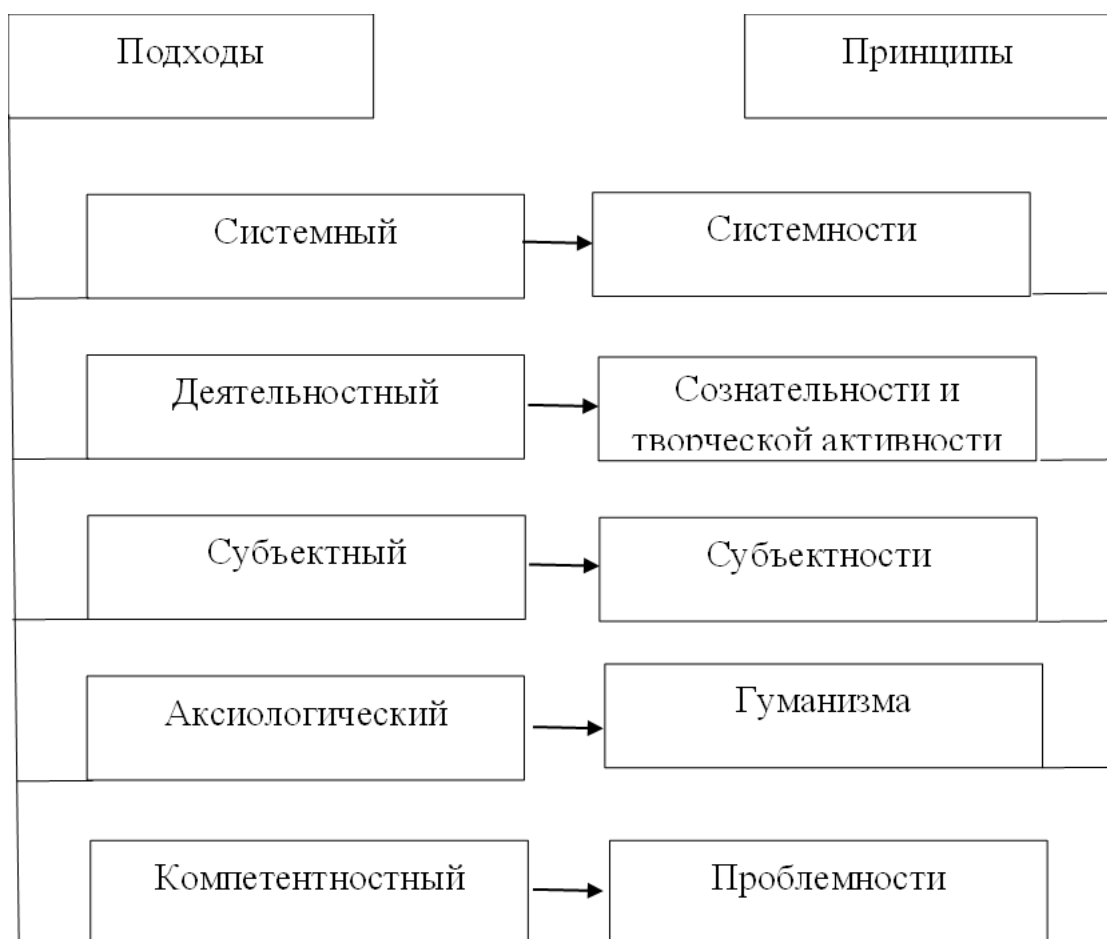 Подходы
Принципы
Системный
Системности
Деятельностный
Сознательности и
творческой активности
Субъектный
Субъектности
Аксиологический
Гуманизма
Компетентностный
Проблемности